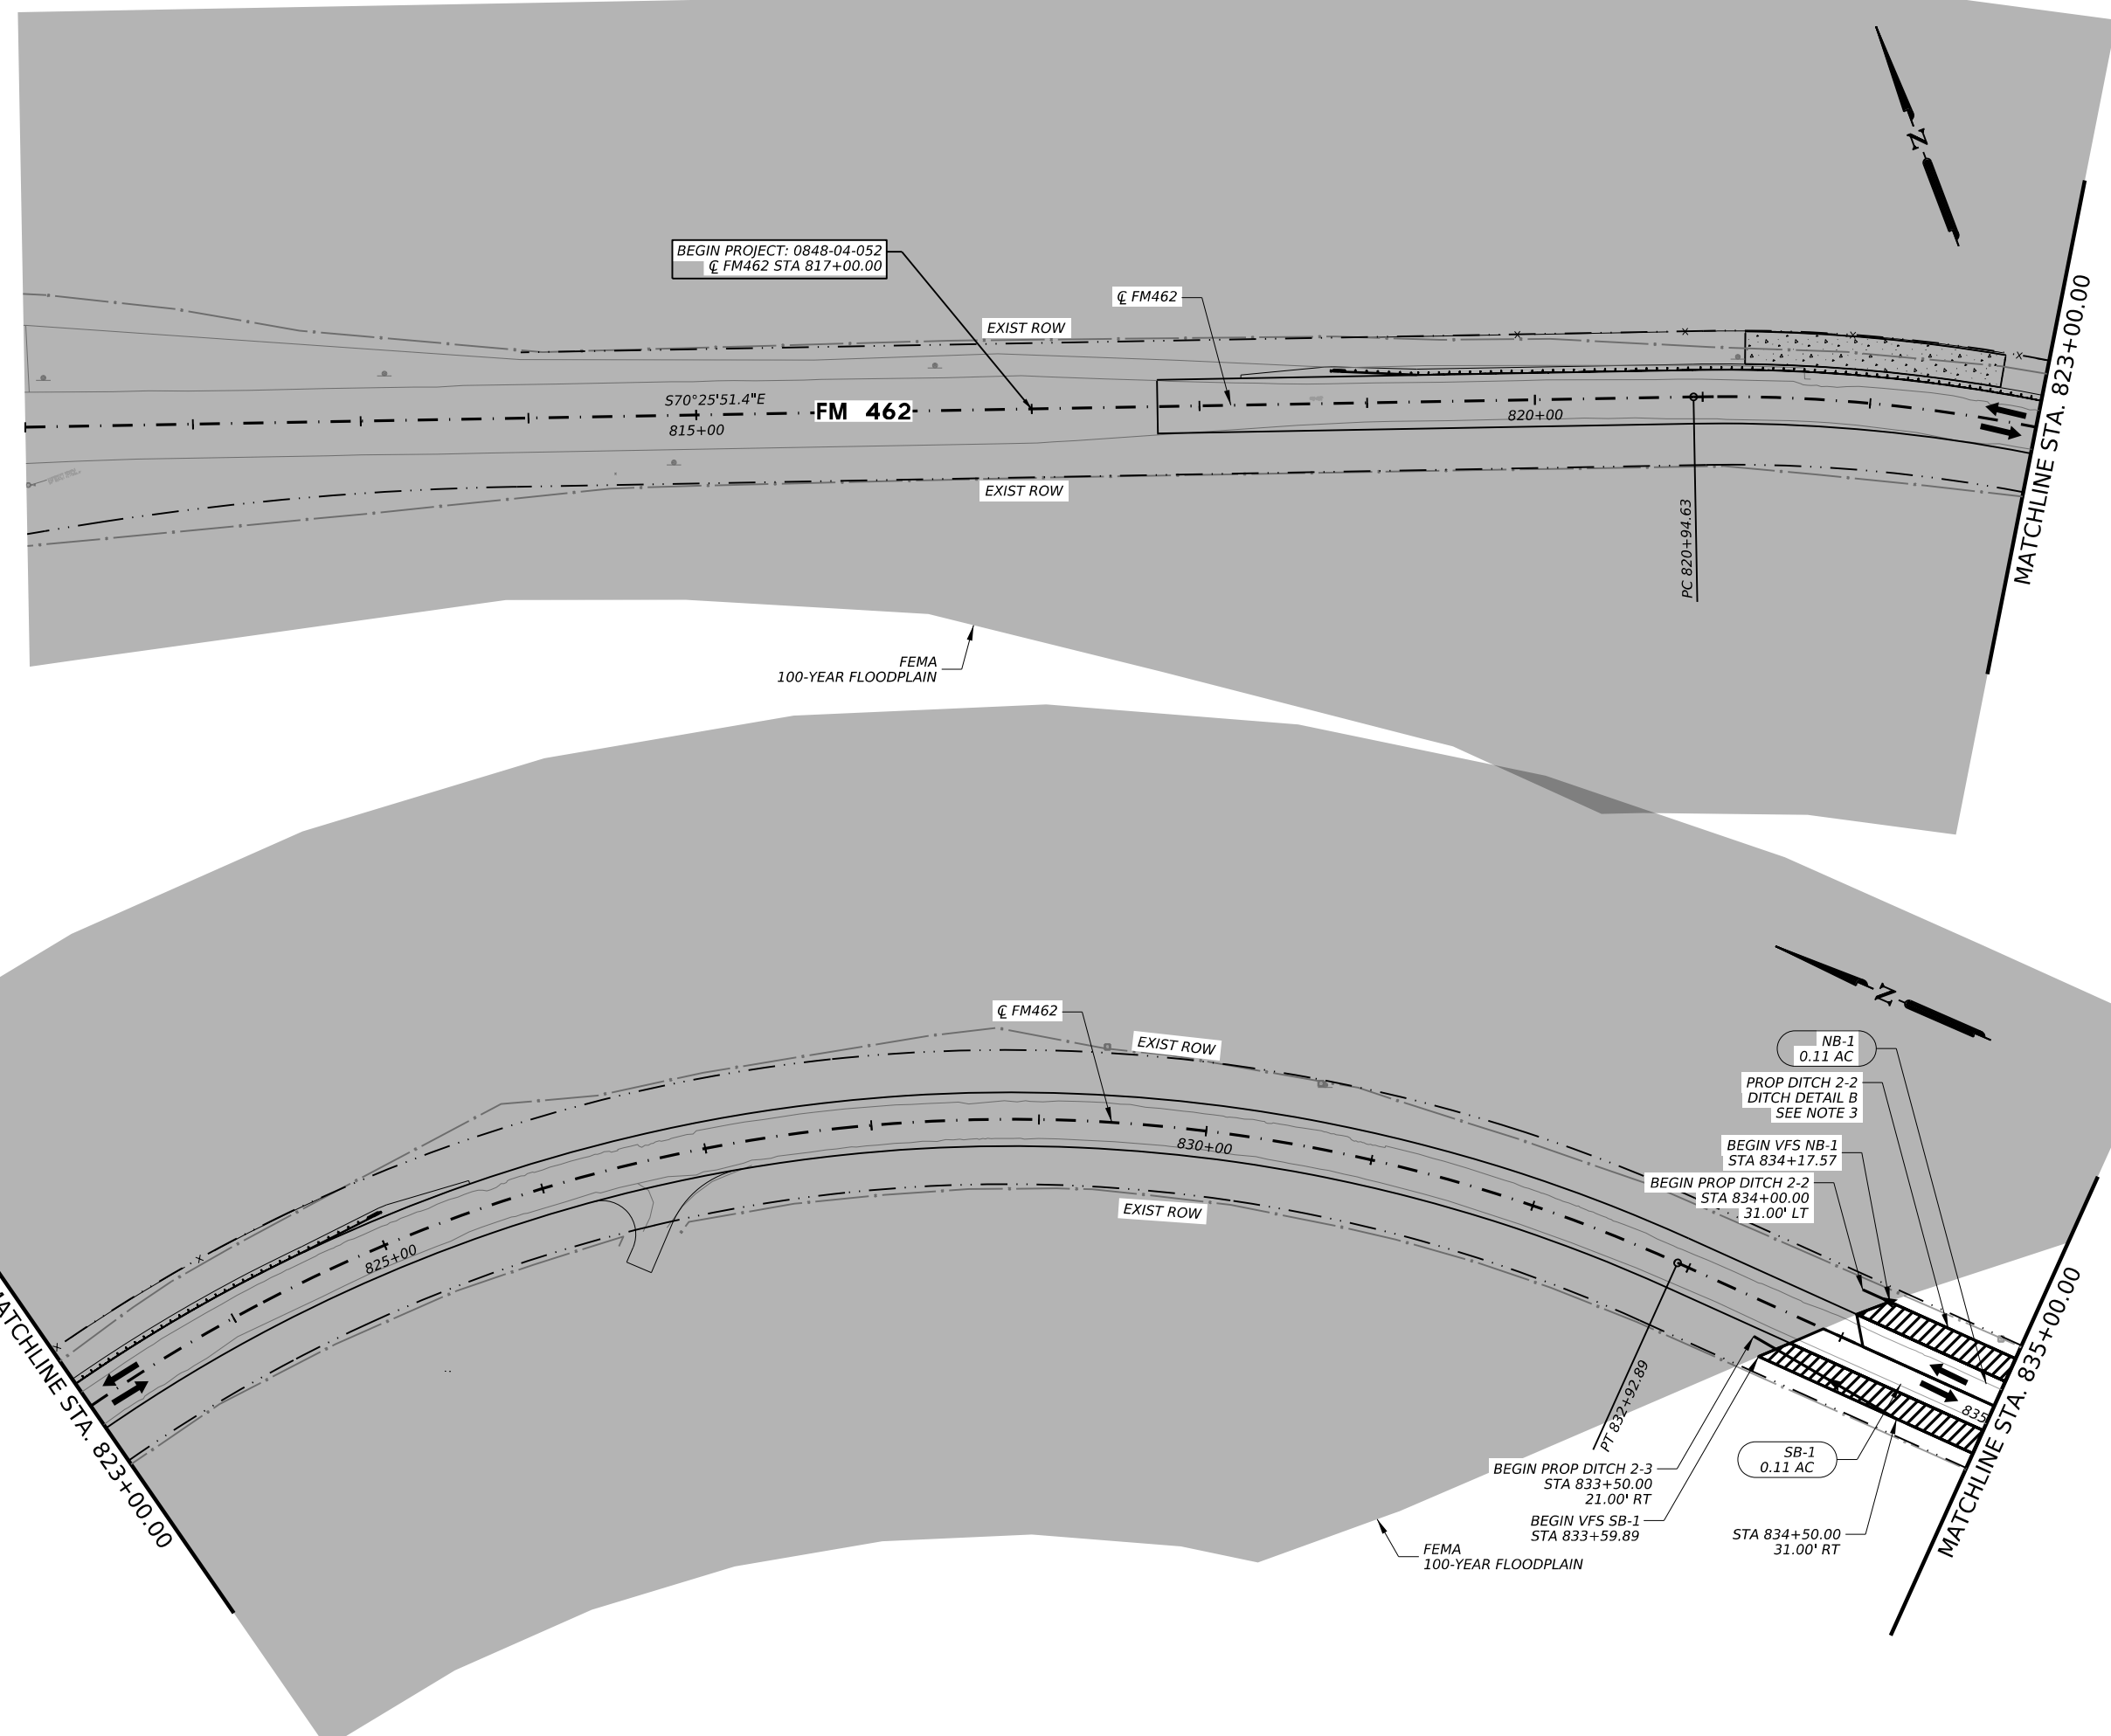 N
BEGIN PROJECT: 0848-04-052
℄ FM462 STA 817+00.00
℄ FM462
EXIST ROW
S70°25'51.4"E
FM 462
815+00
820+00
EXIST ROW
PC 820+94.63
MATCHLINE STA. 823+00.00
FEMA
100-YEAR FLOODPLAIN
N
℄ FM462
EXIST ROW
NB-1
0.11 AC
PROP DITCH 2-2
DITCH DETAIL B
SEE NOTE 3
BEGIN VFS NB-1
STA 834+17.57
BEGIN PROP DITCH 2-2
STA 834+00.00
31.00' LT
830+00
EXIST ROW
825+00
MATCHLINE STA. 823+00.00
PT 832+92.89
835
MATCHLINE STA. 835+00.00
BEGIN PROP DITCH 2-3
STA 833+50.00
21.00' RT
BEGIN VFS SB-1
STA 833+59.89
SB-1
0.11 AC
STA 834+50.00
31.00' RT
FEMA
100-YEAR FLOODPLAIN